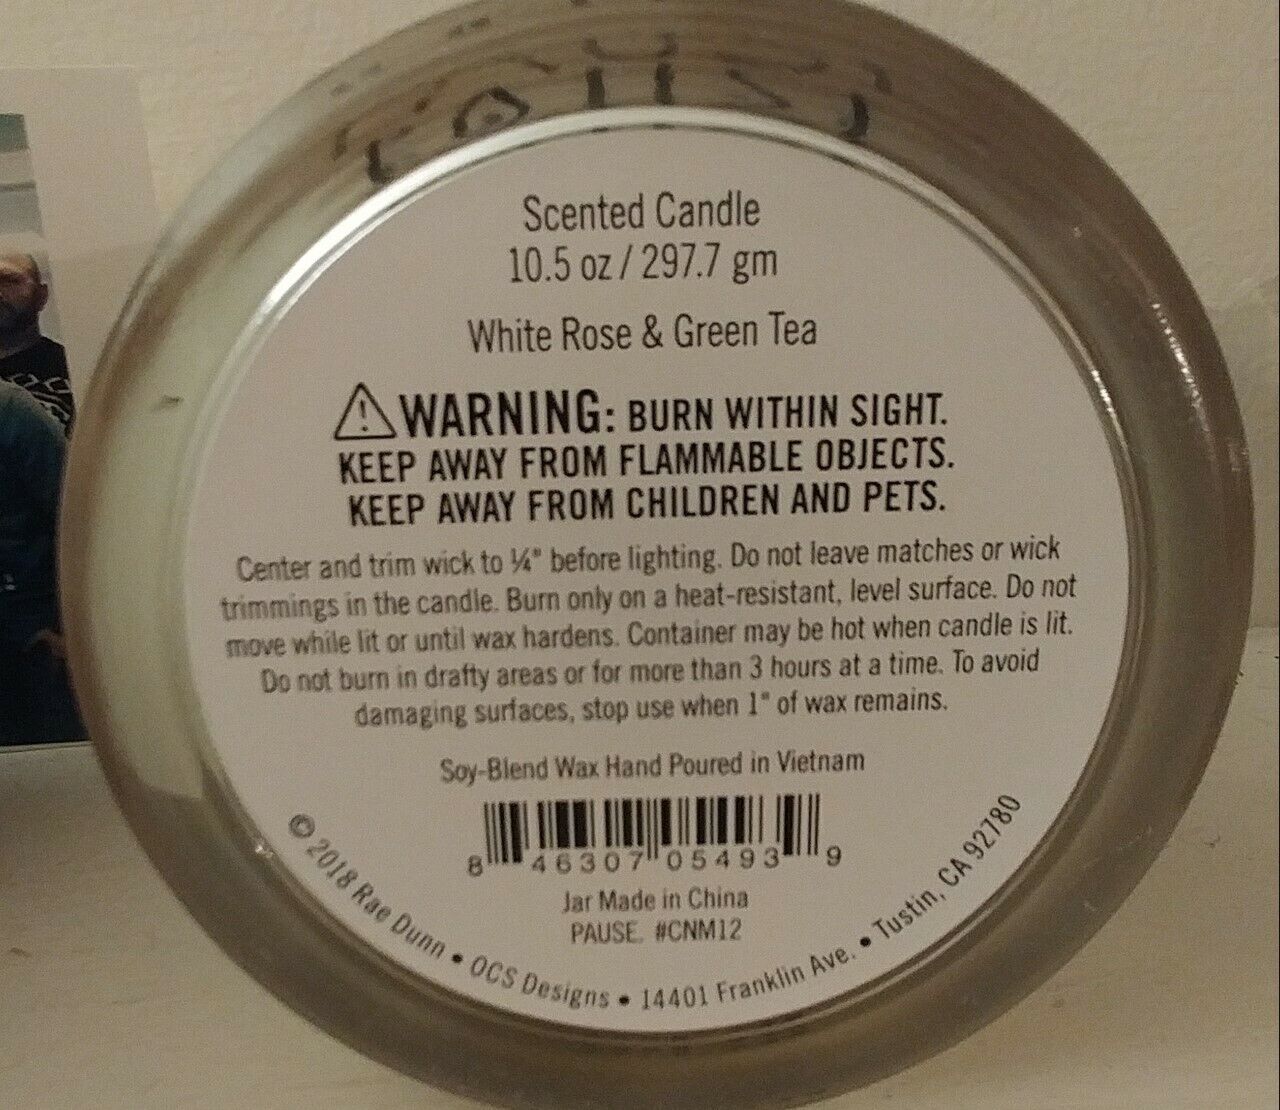 Scented Candle
10.5 oz / 297.7 gm
White Rose & Green Tea
WARNING: BURN WITHIN SIGHT.
KEEP AWAY FROM FLAMMABLE OBJECTS.
KEEP AWAY FROM CHILDREN AND PETS.
Center and trim wick to ¼" before lighting. Do not leave matches or wick
trimmings in the candle. Burn only on a heat-resistant, level surface. Do not
move while lit or until wax hardens. Container may be hot when candle is lit.
Do not burn in drafty areas or for more than 3 hours at a time. To avoid
damaging surfaces, stop use when 1" of wax remains.
Soy-Blend Wax Hand Poured in Vietnam
8 46307 05493 9
Jar Made in China
PAUSE. #CNM12
© 2018 Rae Dunn • OCS Designs • 14401 Franklin Ave. • Tustin, CA 92780